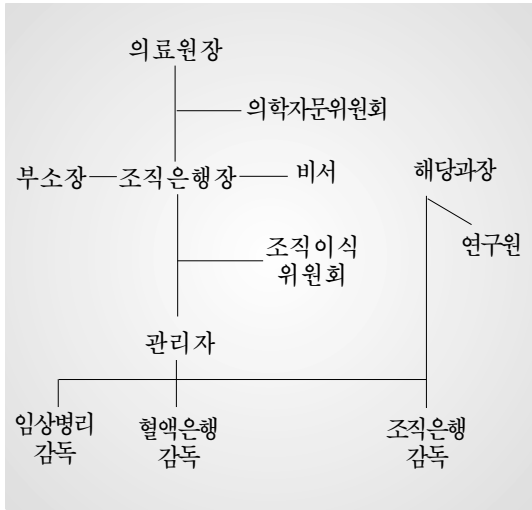 의료원장
의학자문위원회
부소장 조직은행장 비서 해당과장
연구원
조직이식
위원회
관리자
임상병리 혈액은행 조직은행
감독 감독 감독